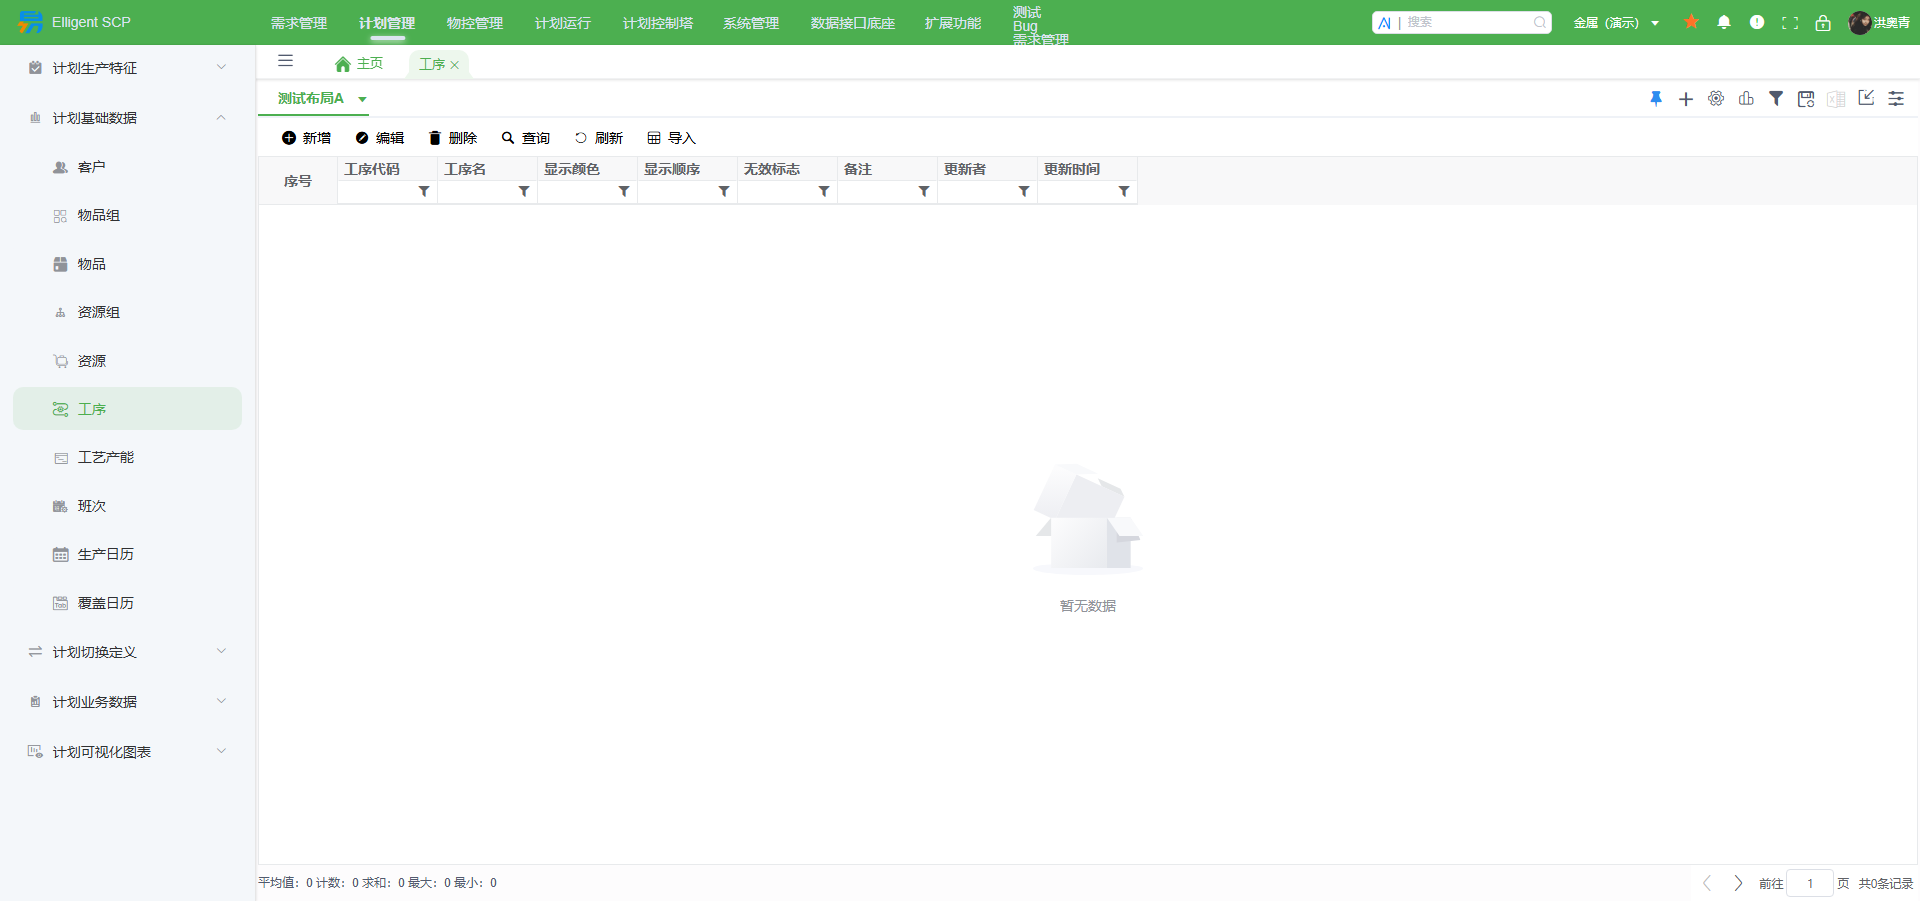 Elligent SCP
需求管理
计划管理
物控管理
计划运行
计划控制塔
系统管理
数据接口底座
扩展功能
测试
Bug
需求管理
搜索
金属（演示）
洪奥青
计划生产特征
计划基础数据
客户
物品组
物品
资源组
资源
工序
工艺产能
班次
生产日历
覆盖日历
计划切换定义
计划业务数据
计划可视化图表
主页
工序
测试布局A
新增
编辑
删除
查询
刷新
导入
序号
工序代码
工序名
显示颜色
显示顺序
无效标志
备注
更新者
更新时间
暂无数据
平均值：0 计数：0 求和：0 最大：0 最小：0
前往 1 页 共0条记录